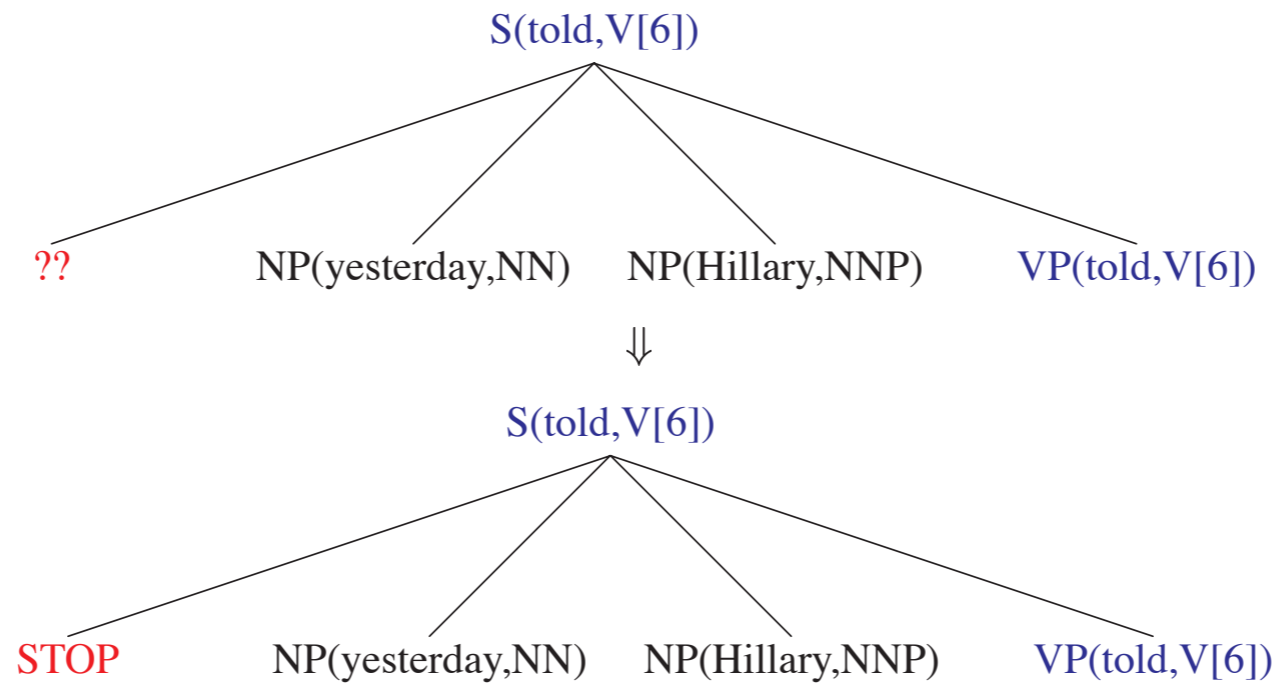 S(told,V[6])
?? NP(yesterday,NN) NP(Hillary,NNP) VP(told,V[6])
⇓
S(told,V[6])
STOP NP(yesterday,NN) NP(Hillary,NNP) VP(told,V[6])